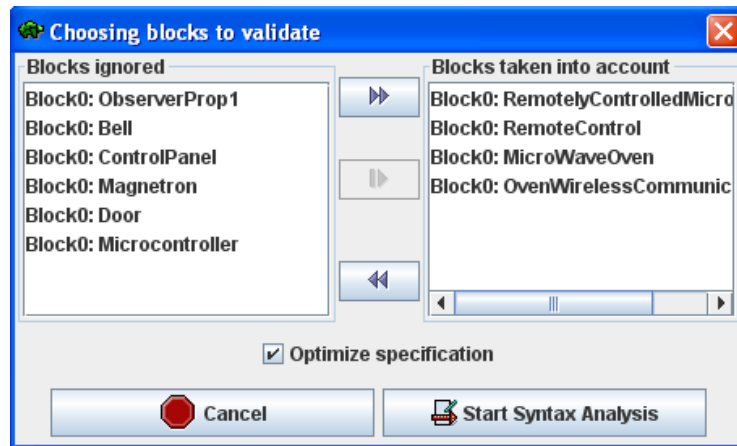 Choosing blocks to validate
Blocks ignored
Block0: ObserverProp1
Block0: Bell
Block0: ControlPanel
Block0: Magnetron
Block0: Door
Block0: Microcontroller
Blocks taken into account
Block0: RemotelyControlledMicro
Block0: RemoteControl
Block0: MicroWaveOven
Block0: OvenWirelessCommunic
Optimize specification
Cancel
Start Syntax Analysis